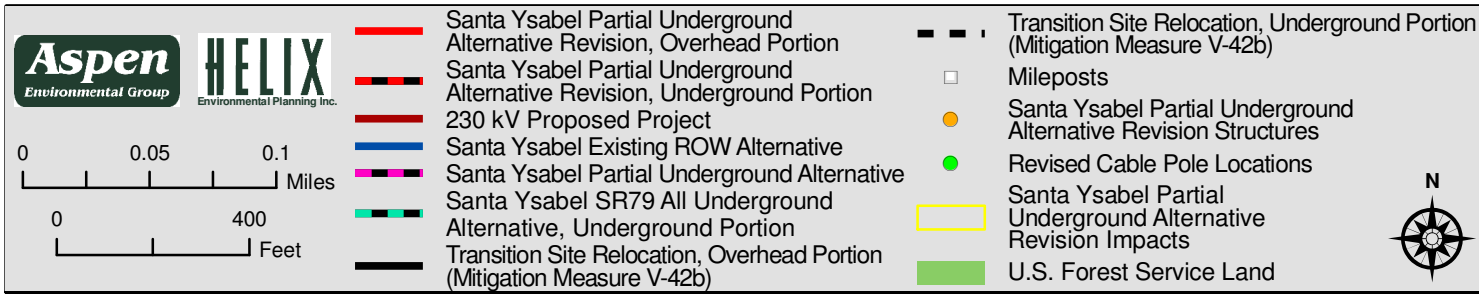 Aspen
Environmental Group
HELIX
Environmental Planning Inc.
0 0.05 0.1
Miles
0 400
Feet
Santa Ysabel Partial Underground
Alternative Revision, Overhead Portion
Santa Ysabel Partial Underground
Alternative Revision, Underground Portion
230 kV Proposed Project
Santa Ysabel Existing ROW Alternative
Santa Ysabel Partial Underground Alternative
Santa Ysabel SR79 All Underground
Alternative, Underground Portion
Transition Site Relocation, Overhead Portion
(Mitigation Measure V-42b)
Transition Site Relocation, Underground Portion
(Mitigation Measure V-42b)
Mileposts
Santa Ysabel Partial Underground
Alternative Revision Structures
Revised Cable Pole Locations
Santa Ysabel Partial
Underground Alternative
Revision Impacts
U.S. Forest Service Land
N